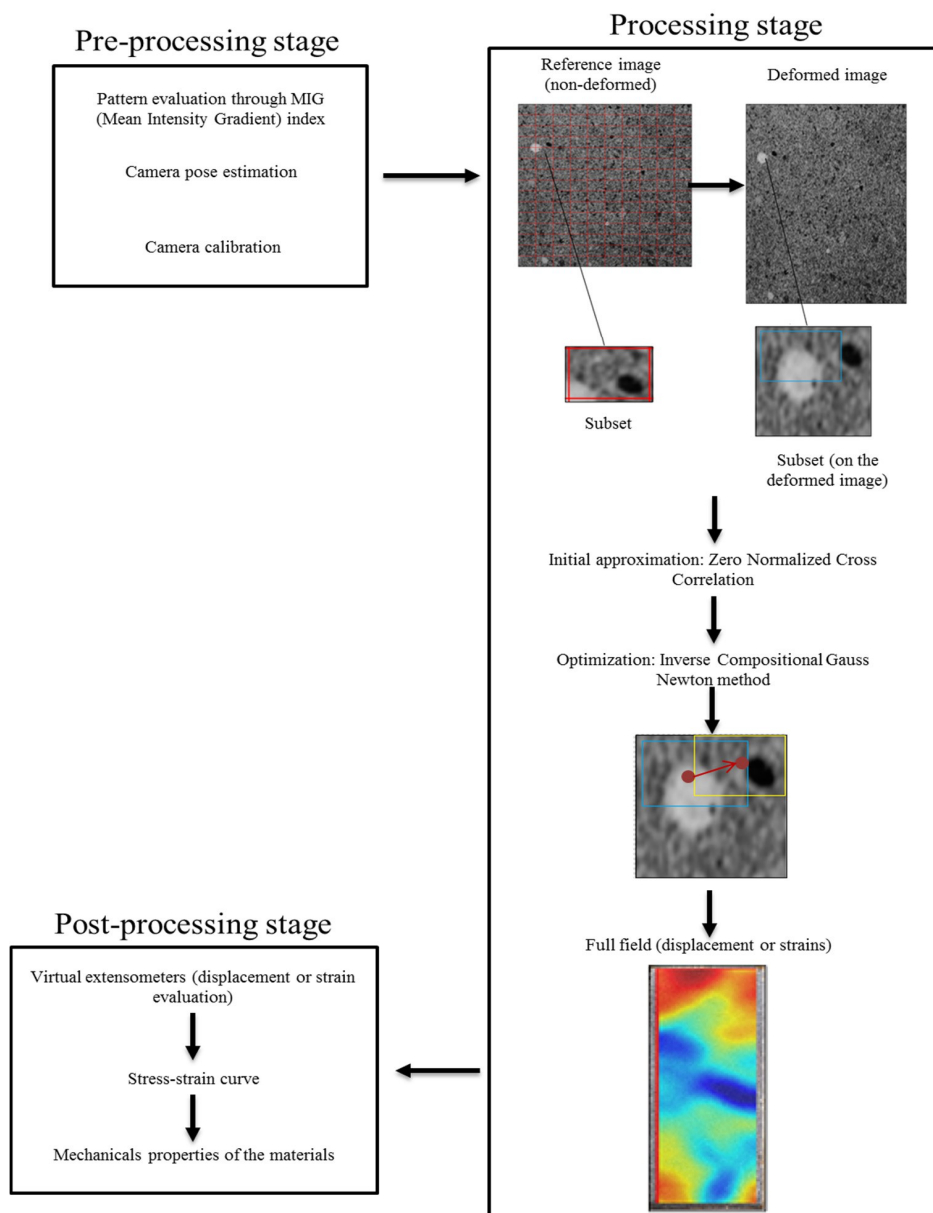 Pre-processing stage
Pattern evaluation through MIG
(Mean Intensity Gradient) index
Camera pose estimation
Camera calibration
Processing stage
Reference image
(non-deformed)
Deformed image
Subset
Subset (on the
deformed image)
Initial approximation: Zero Normalized Cross
Correlation
Optimization: Inverse Compositional Gauss
Newton method
Full field (displacement or strains)
Post-processing stage
Virtual extensometers (displacement or strain
evaluation)
Stress-strain curve
Mechanicals properties of the materials